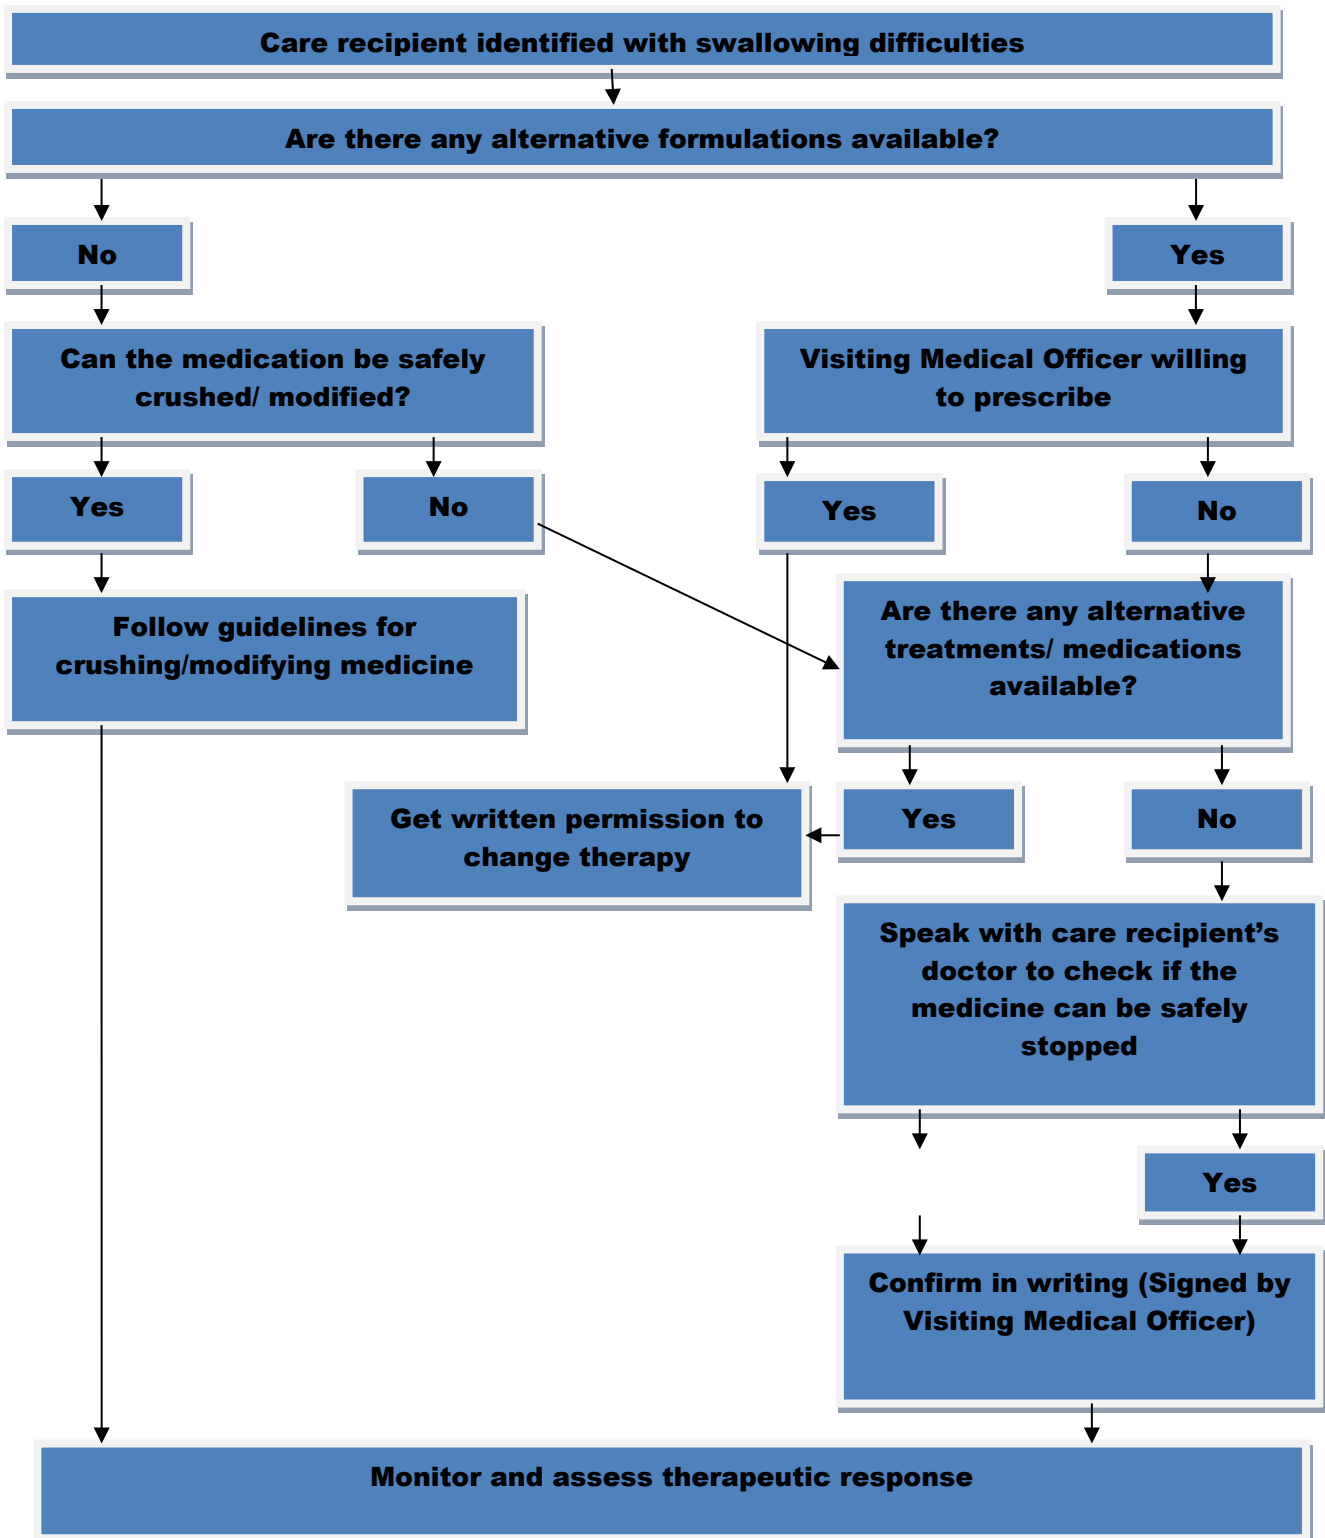 Care recipient identified with swallowing difficulties
Are there any alternative formulations available?
No
Yes
Can the medication be safely
crushed/ modified?
Visiting Medical Officer willing
to prescribe
Yes
No
Yes
No
Follow guidelines for
crushing/modifying medicine
Are there any alternative
treatments/ medications
available?
Get written permission to
change therapy
Yes
No
Speak with care recipient’s
doctor to check if the
medicine can be safely
stopped
Yes
Confirm in writing (Signed by
Visiting Medical Officer)
Monitor and assess therapeutic response